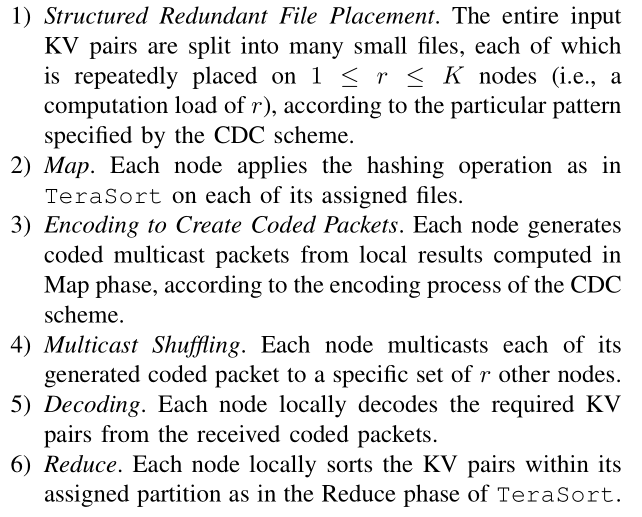 1) Structured Redundant File Placement. The entire input
KV pairs are split into many small files, each of which
is repeatedly placed on 1 ≤ r ≤ K nodes (i.e., a
computation load of r), according to the particular pattern
specified by the CDC scheme.
2) Map. Each node applies the hashing operation as in
TeraSort on each of its assigned files.
3) Encoding to Create Coded Packets. Each node generates
coded multicast packets from local results computed in
Map phase, according to the encoding process of the CDC
scheme.
4) Multicast Shuffling. Each node multicasts each of its
generated coded packet to a specific set of r other nodes.
5) Decoding. Each node locally decodes the required KV
pairs from the received coded packets.
6) Reduce. Each node locally sorts the KV pairs within its
assigned partition as in the Reduce phase of TeraSort.